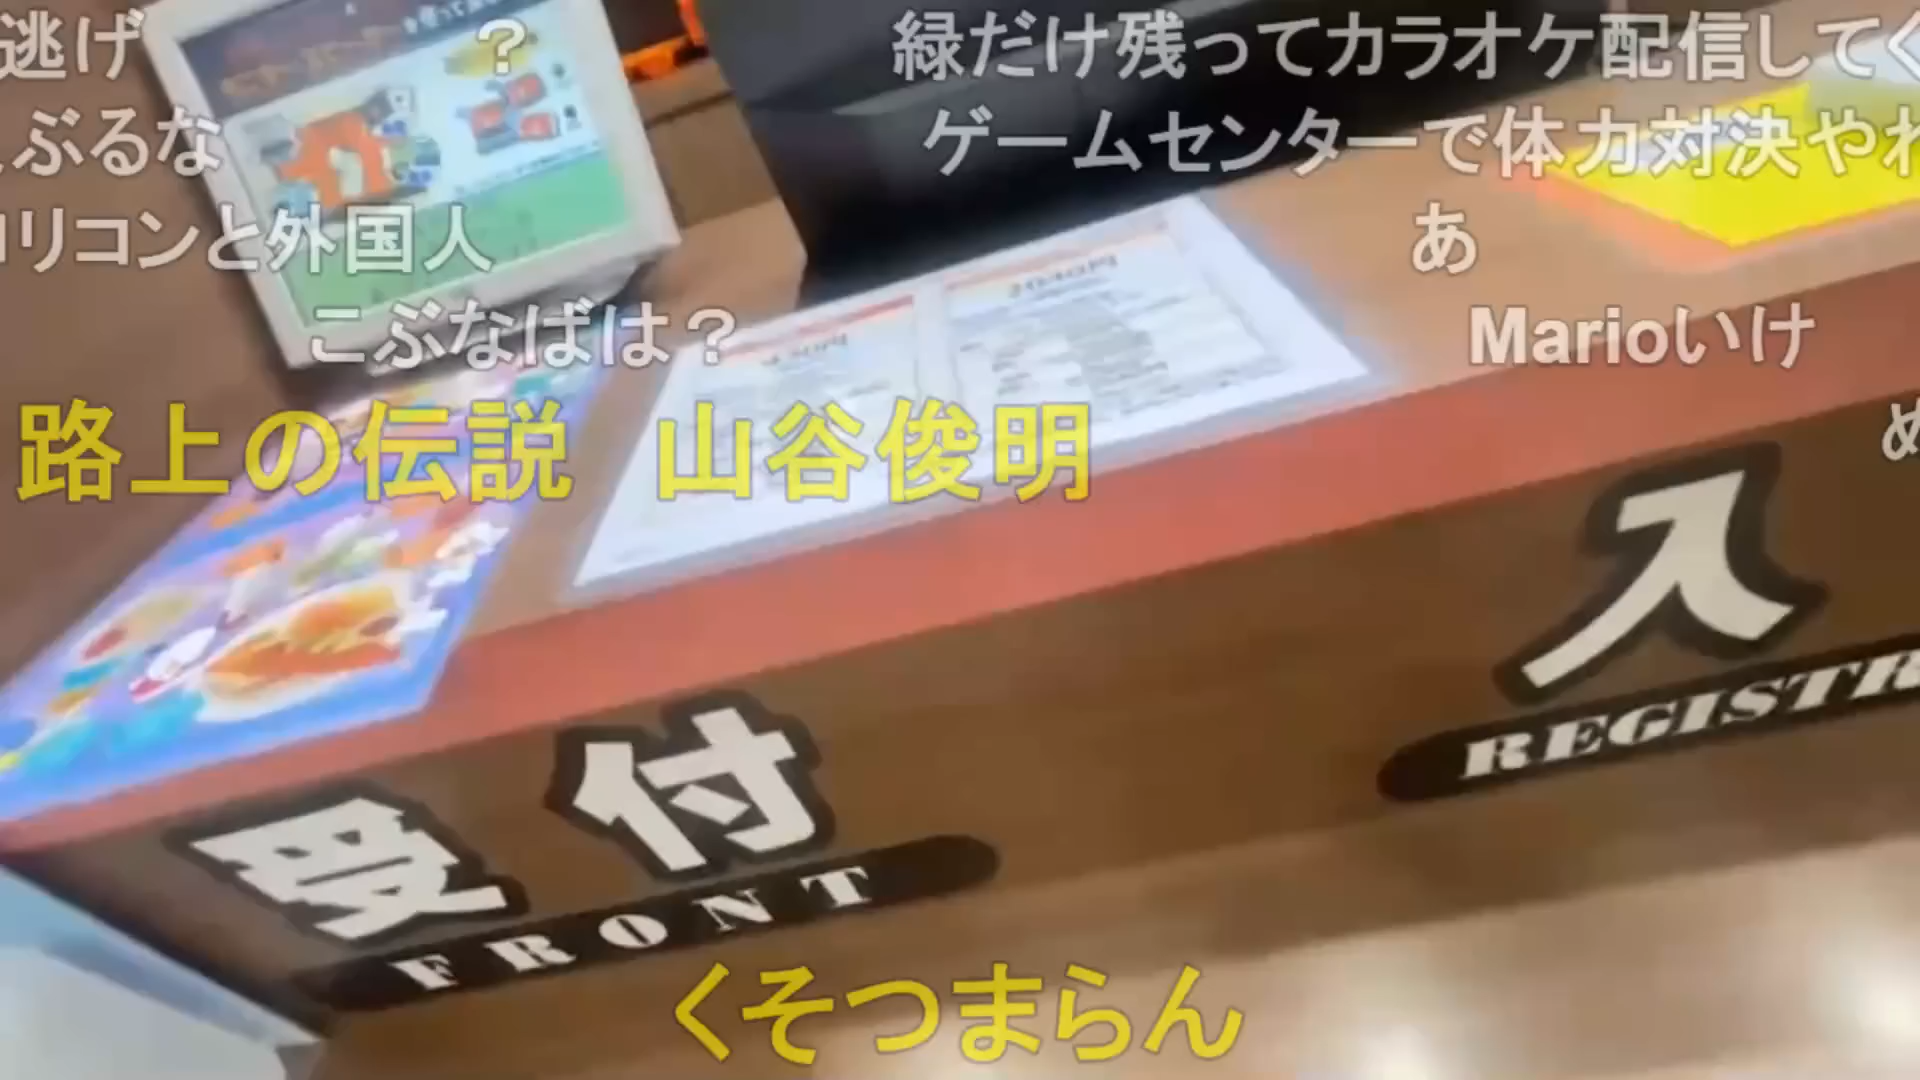 逃げ
?
緑だけ残ってカラオケ配信してく
こぶるな
ゲームセンターで体力対決やれ
ロリコンと外国人
あ
こぶなばは?
Marioいけ
路上の伝説 山谷俊明
め
入
REGISTR
受付
FRONT
くそつまらん